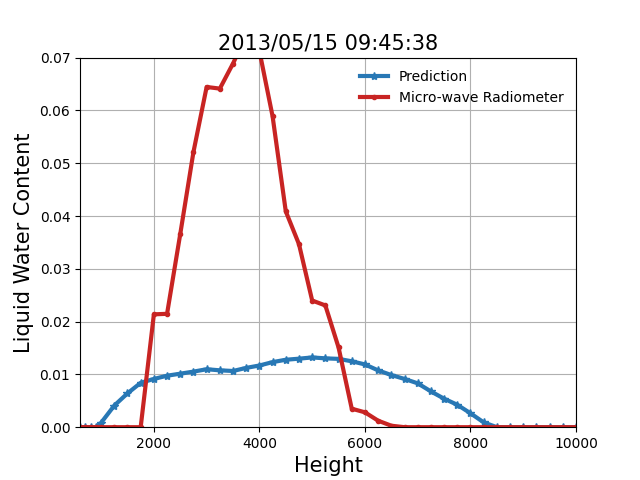 2013/05/15 09:45:38
0.07
0.06
0.05
0.04
0.03
0.02
0.01
0.00
Liquid Water Content
Prediction
Micro-wave Radiometer
2000 4000 6000 8000 10000
Height